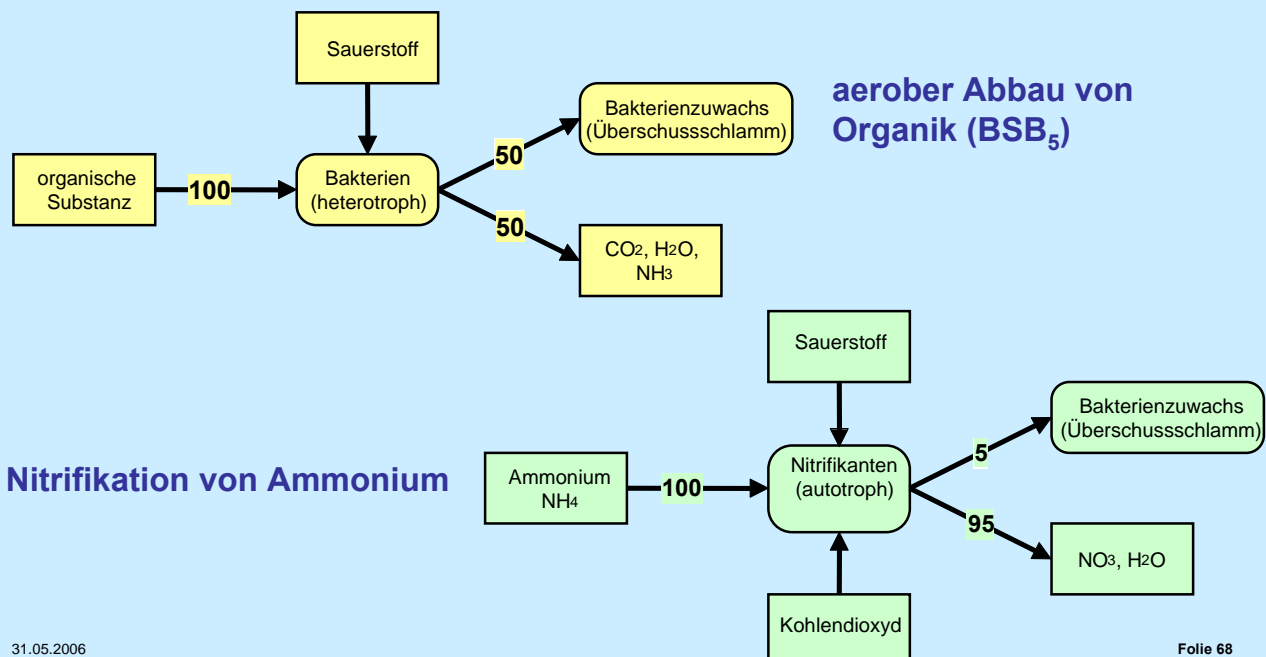 Sauerstoff
aerober Abbau von
Organik (BSB5)
Bakterienzuwachs
(Überschussschlamm)
organische
Substanz
100
Bakterien
(heterotroph)
50
50
CO2, H2O,
NH3
Sauerstoff
Bakterienzuwachs
(Überschussschlamm)
Nitrifikation von Ammonium
Ammonium
NH4
100
Nitrifikanten
(autotroph)
5
95
NO3, H2O
Kohlendioxyd
31.05.2006
Folie 68